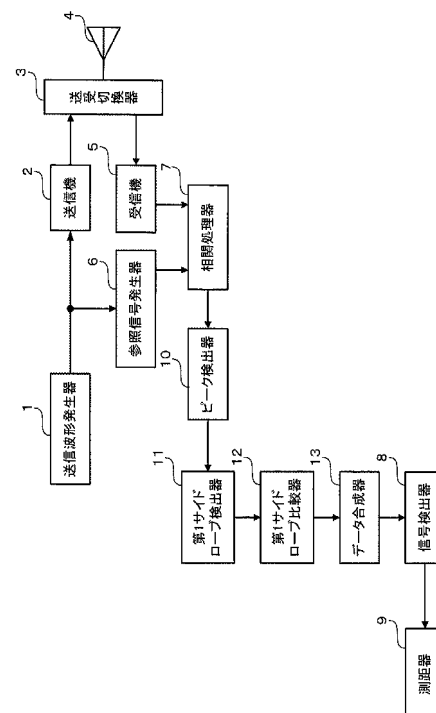 1
送信波形発生器
2
送信機
3
送受切換器
4
5
受信機
6
参照信号発生器
7
相関処理器
10
ピーク検出器
11
第1サイド
ローブ検出器
12
第1サイド
ローブ比較器
13
データ合成器
8
信号検出器
9
測距器